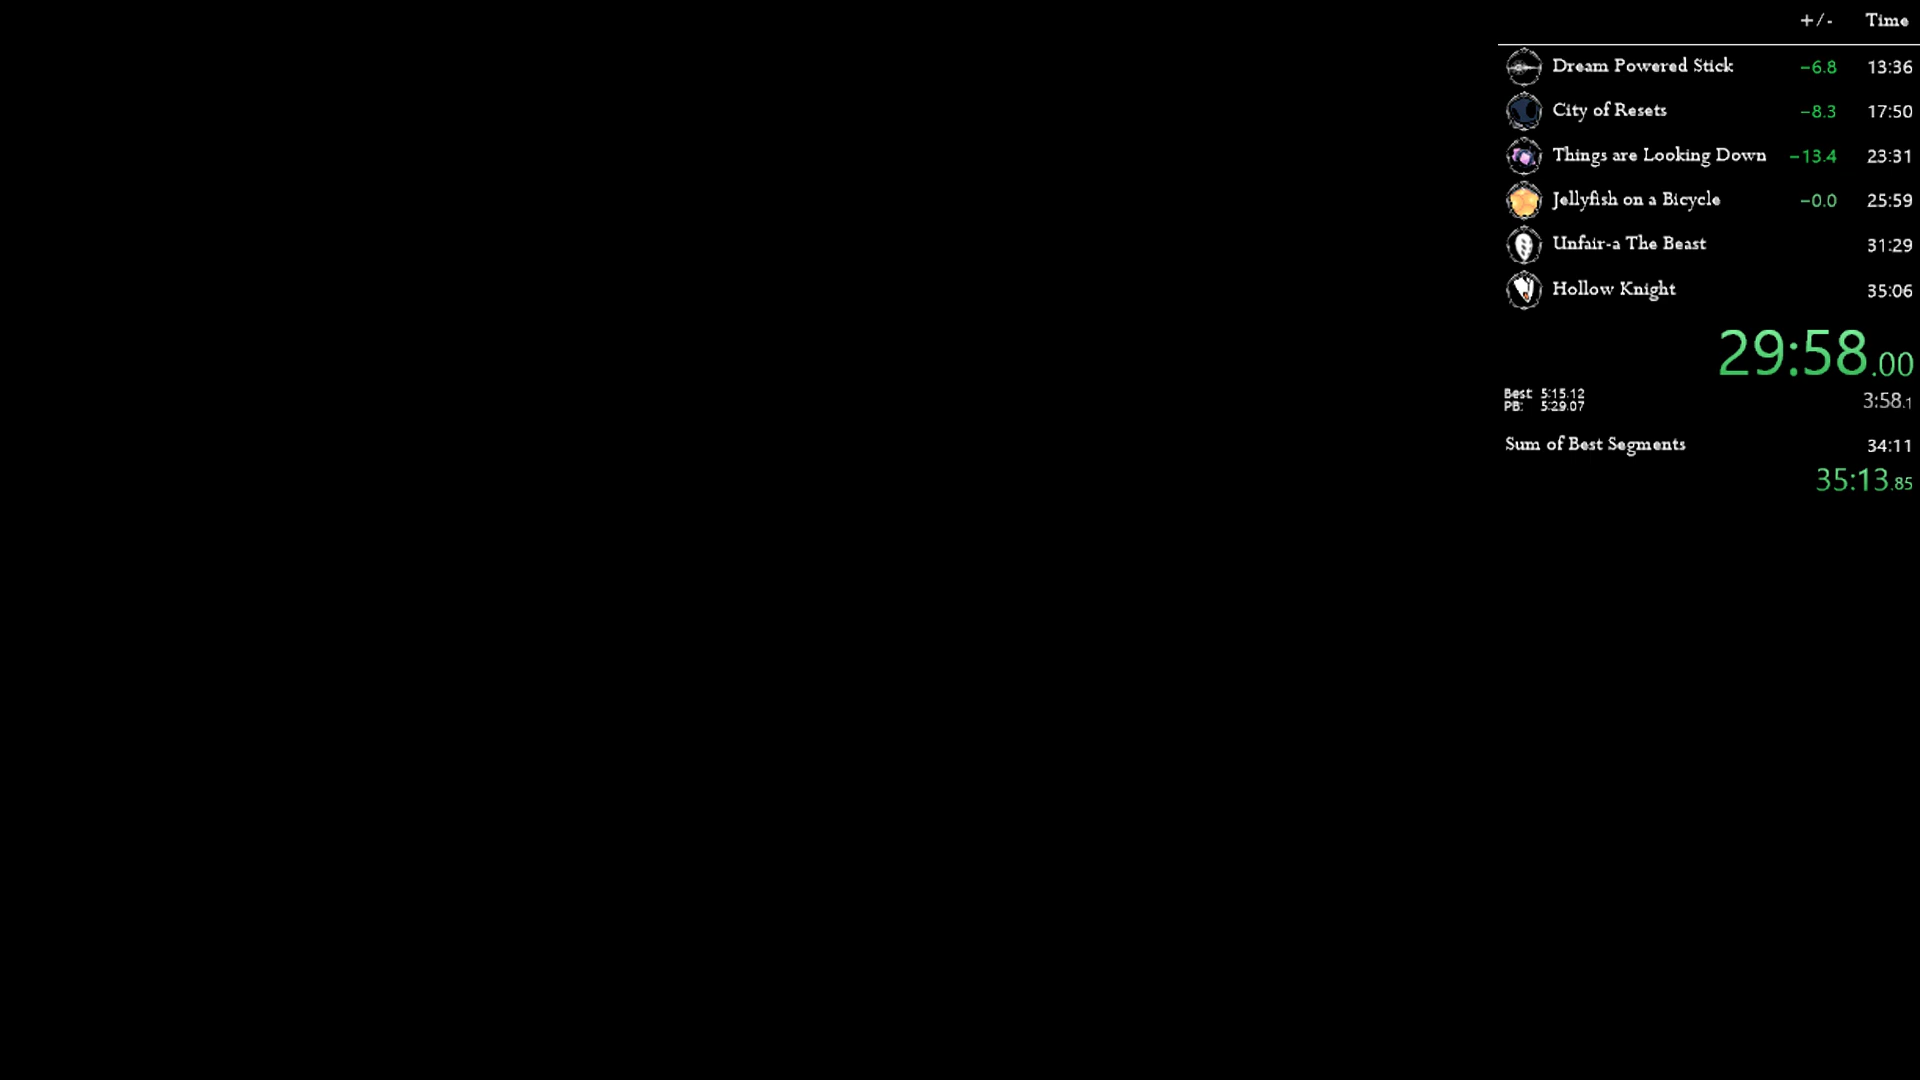 +/- Time
Dream Powered Stick −6.8 13:36
City of Resets −8.3 17:50
Things are Looking Down −13.4 23:31
Jellyfish on a Bicycle −0.0 25:59
Unfair-a The Beast 31:29
Hollow Knight 35:06
29:58.00
Best: 5:15.12
PB: 5:29.07
3:58.1
Sum of Best Segments 34:11
35:13.85